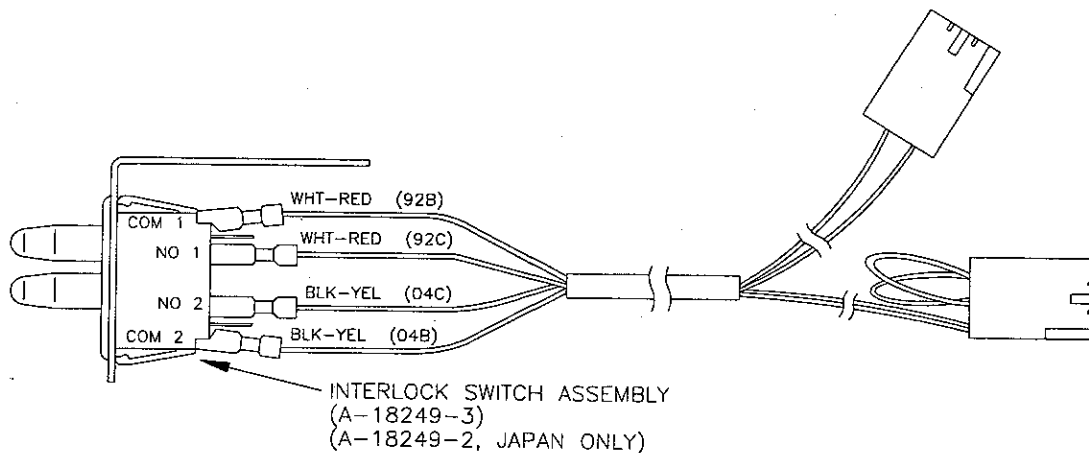 WHT-RED (92B)
COM 1
WHT-RED (92C)
NO 1
NO 2
BLK-YEL (04C)
COM 2
BLK-YEL (04B)
INTERLOCK SWITCH ASSEMBLY
(A-18249-3)
(A-18249-2, JAPAN ONLY)